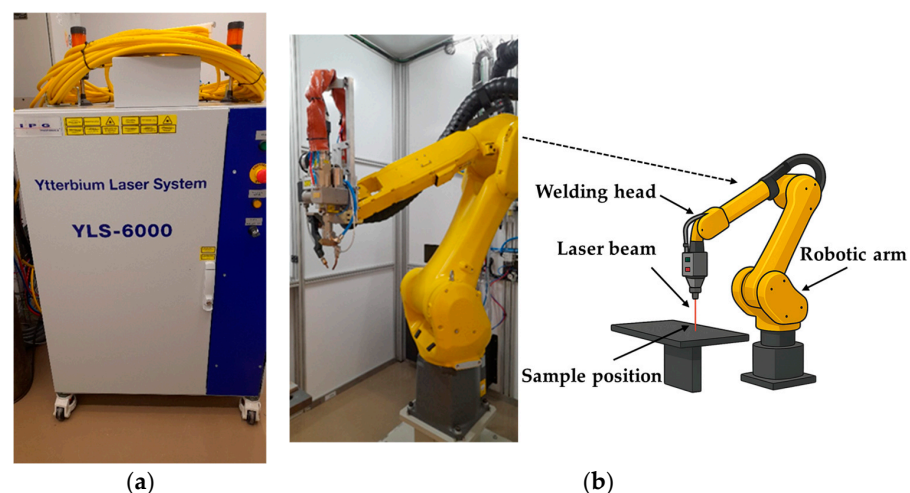 IPG
Ytterbium Laser System
YLS-6000
Welding head
Laser beam
Robotic arm
Sample position
(a)
(b)